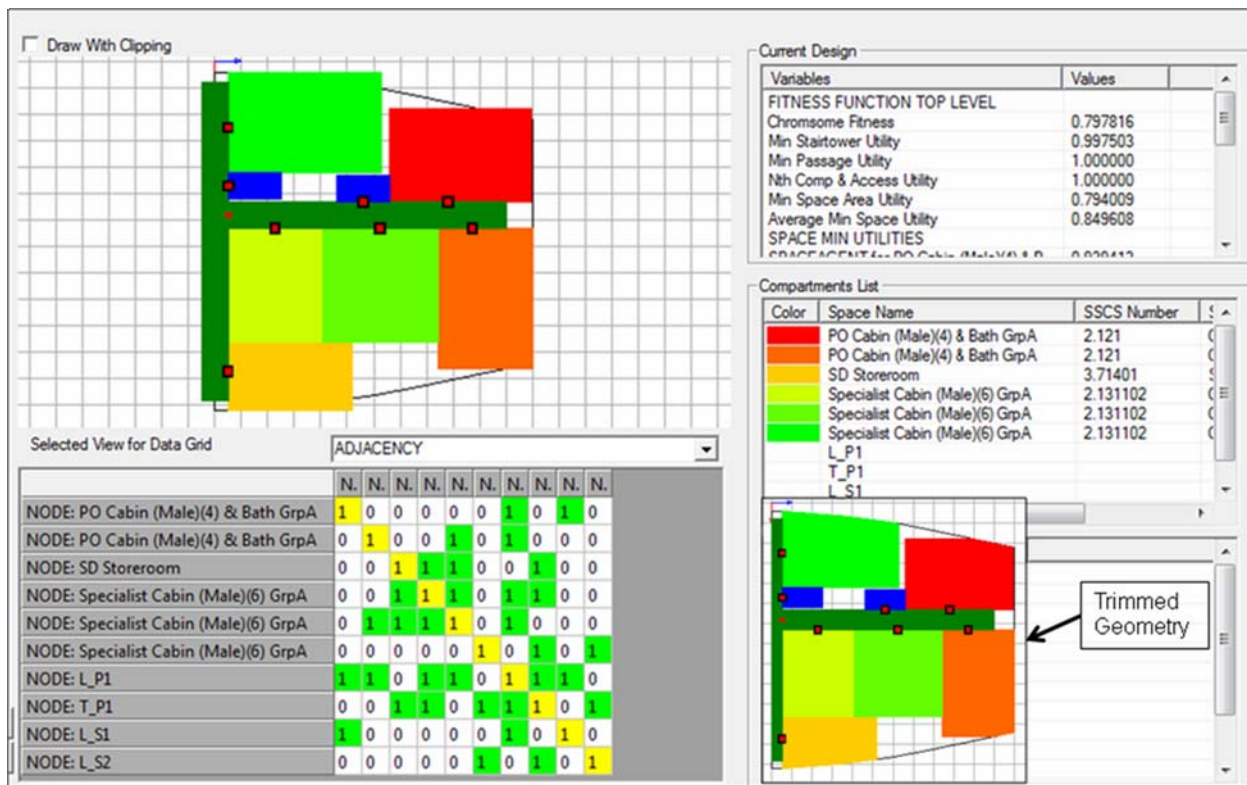 Draw With Clipping
Current Design
Variables Values
FITNESS FUNCTION TOP LEVEL
Chromsome Fitness 0.797816
Min Stairtower Utility 0.997503
Min Passage Utility 1.000000
Nth Comp & Access Utility 1.000000
Min Space Area Utility 0.794009
Average Min Space Utility 0.849608
SPACE MIN UTILITIES
SPACEAGENT for PO Cabin (Male)(4) & B 0.929412
Compartments List
Color Space Name SSCS Number
PO Cabin (Male)(4) & Bath GrpA 2.121
PO Cabin (Male)(4) & Bath GrpA 2.121
SD Storeroom 3.71401
Specialist Cabin (Male)(6) GrpA 2.131102
Specialist Cabin (Male)(6) GrpA 2.131102
Specialist Cabin (Male)(6) GrpA 2.131102
L_P1
T_P1
L_S1
Selected View for Data Grid ADJACENCY
N. N. N. N. N. N. N. N. N. N.
NODE: PO Cabin (Male)(4) & Bath GrpA 1 0 0 0 0 0 1 0 1 0
NODE: PO Cabin (Male)(4) & Bath GrpA 0 1 0 0 1 0 1 0 0 0
NODE: SD Storeroom 0 0 1 1 1 0 0 1 0 0
NODE: Specialist Cabin (Male)(6) GrpA 0 0 1 1 1 0 1 1 0 0
NODE: Specialist Cabin (Male)(6) GrpA 0 1 1 1 1 0 1 0 0 0
NODE: Specialist Cabin (Male)(6) GrpA 0 0 0 0 0 1 0 1 0 1
NODE: L_P1 1 1 0 1 1 0 1 1 1 0
NODE: T_P1 0 0 1 1 0 1 1 1 0 1
NODE: L_S1 1 0 0 0 0 0 1 0 1 0
NODE: L_S2 0 0 0 0 0 1 0 1 0 1
Trimmed
Geometry